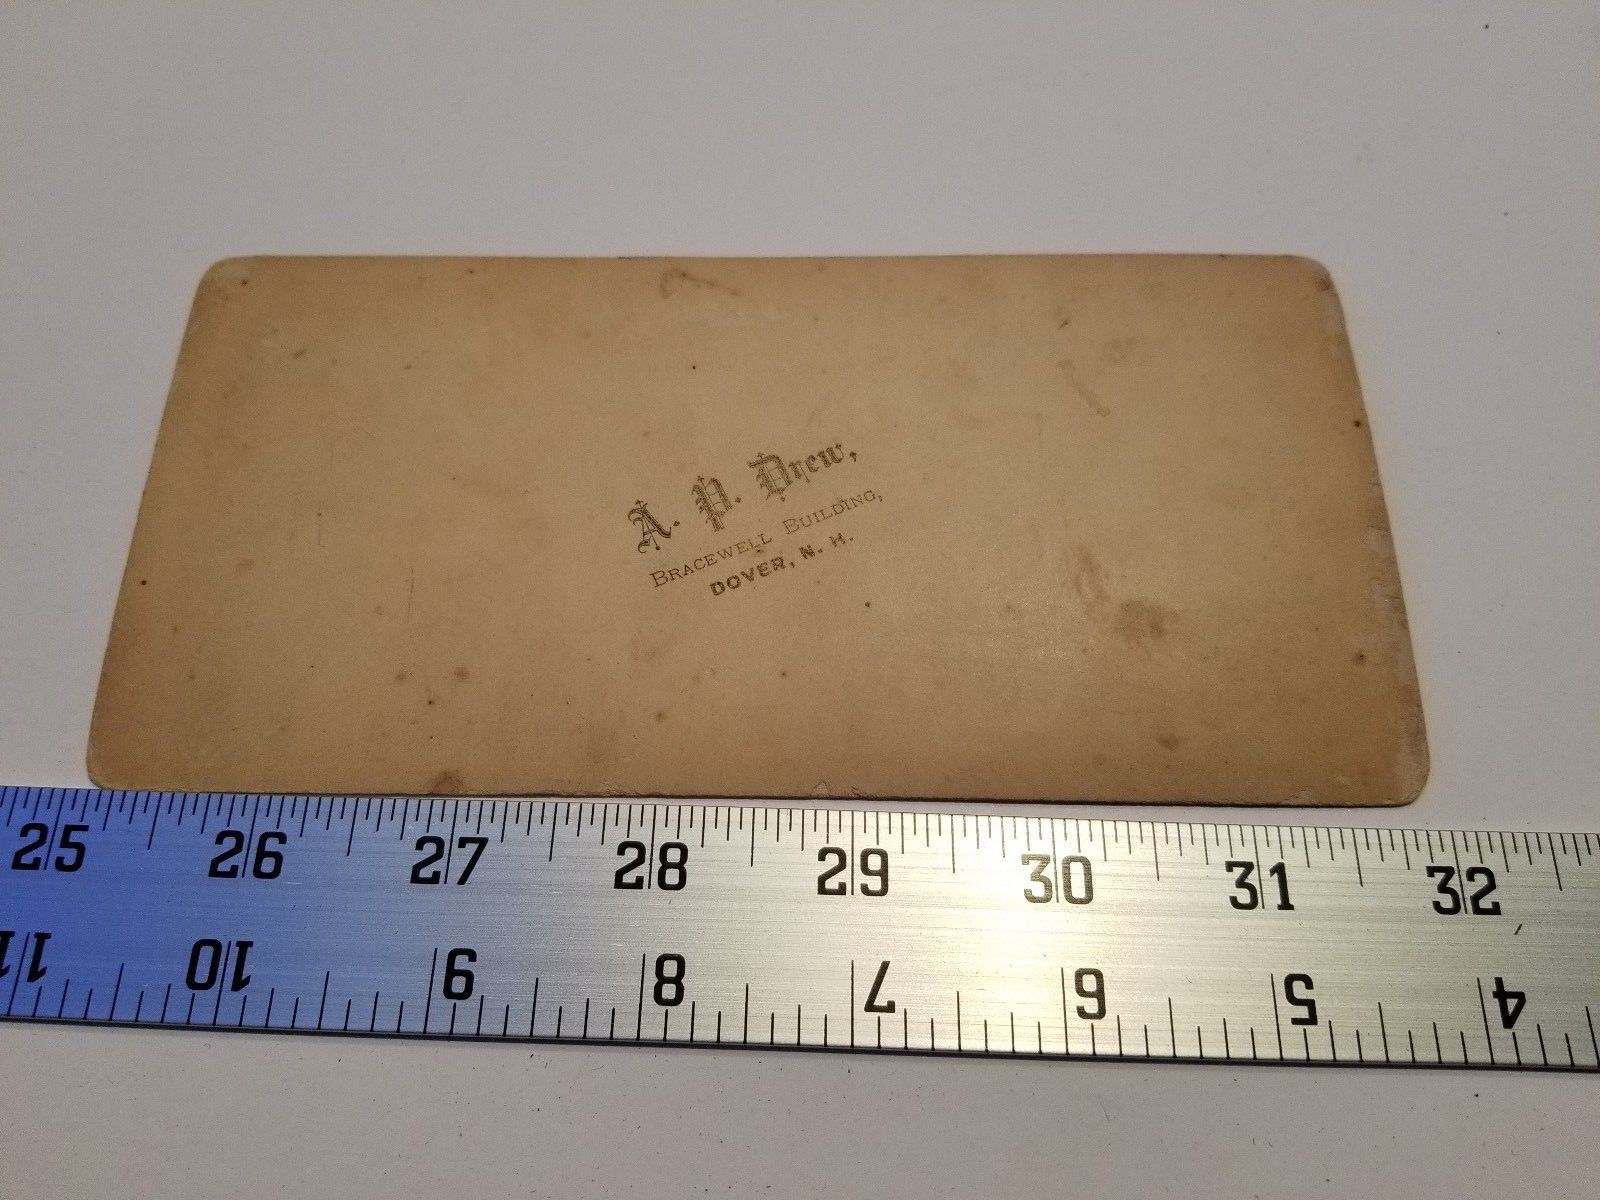 A. P. Drew,
BRACEWELL BUILDING,
DOVER, N. H.
25 26 27 28 29 30 31 32
11 10 9 8 7 6 5 4